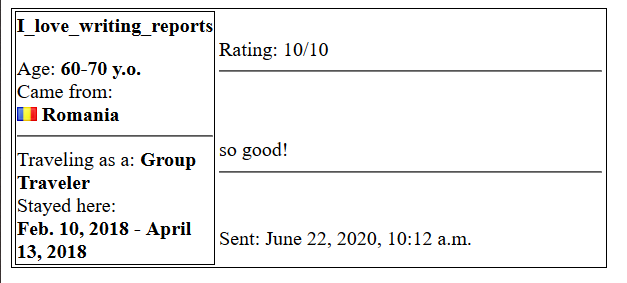 I_love_writing_reports
Age: 60-70 y.o.
Came from:
Romania
Traveling as a: Group
Traveler
Stayed here:
Feb. 10, 2018 - April
13, 2018
Rating: 10/10
so good!
Sent: June 22, 2020, 10:12 a.m.